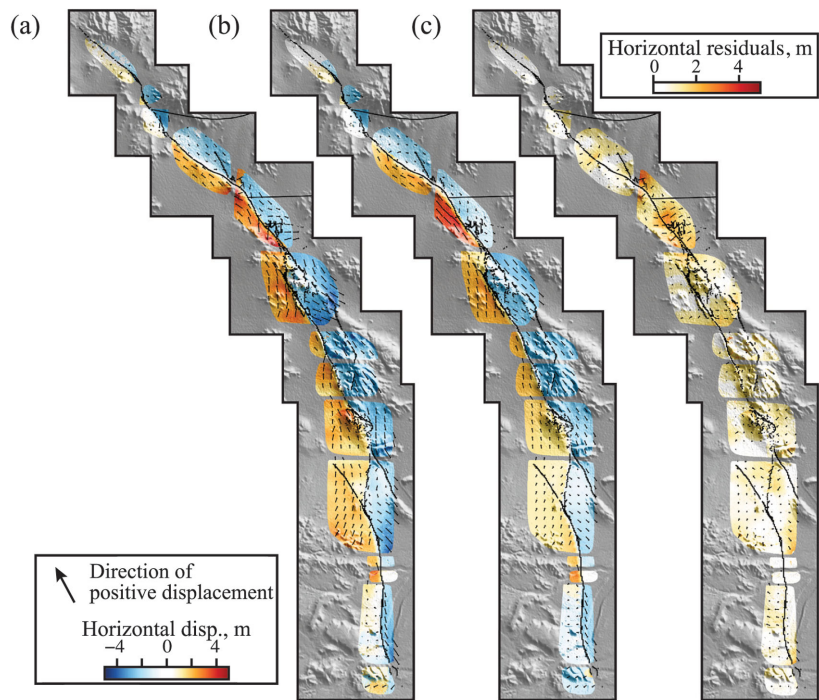 (a)
(b)
(c)
Horizontal residuals, m
0 2 4
Direction of
positive displacement
Horizontal disp., m
−4 0 4